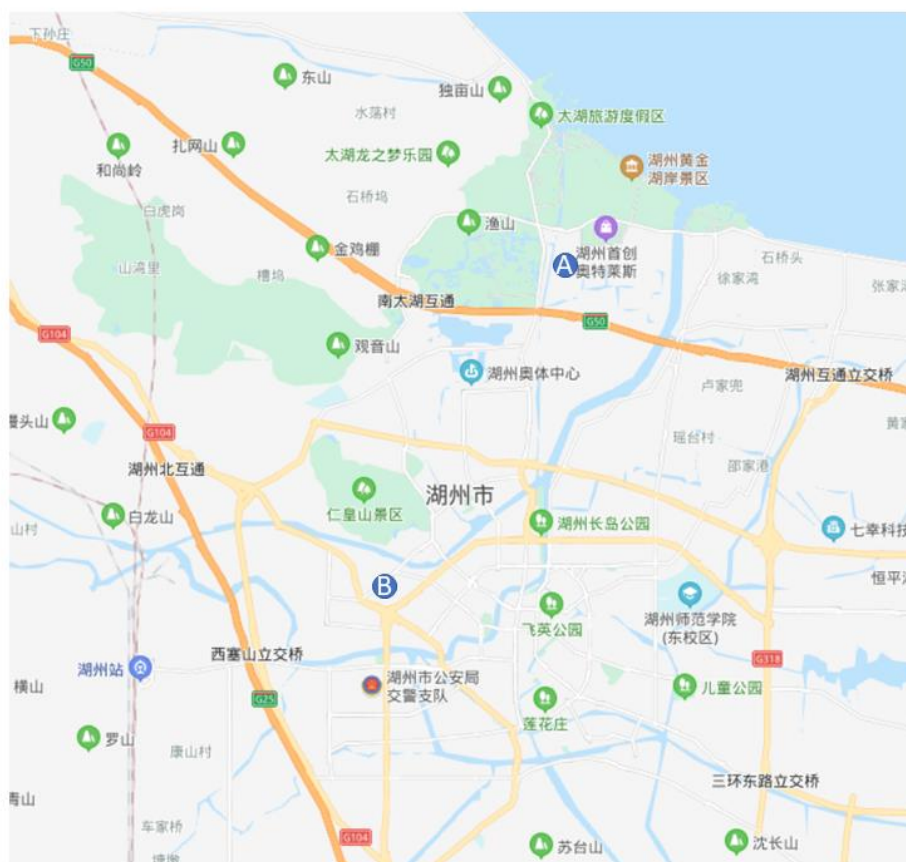 下孙庄
G50
东山
独亩山
水荡村
太湖旅游度假区
和尚岭
扎网山
太湖龙之梦乐园
湖州黄金
湖岸景区
石桥坞
白虎岗
渔山
金鸡棚
湖州首创
奥特莱斯
A
石桥头
山湾里
槽坞
徐家湾
张家
南太湖互通
G50
G104
观音山
湖州奥体中心
湖州互通立交桥
卢家兜
头山
G104
瑶台村
黄家
湖州北互通
邵家港
湖州市
白龙山
仁皇山景区
湖州长岛公园
七幸科技
山村
B
恒平
湖州师范学院
(东校区)
飞英公园
西塞山立交桥
湖州站
G318
横山
湖州市公安局
交警支队
儿童公园
G25
莲花庄
罗山
康山村
三环东路立交桥
青山
车家桥
G104
苏台山
沈长山